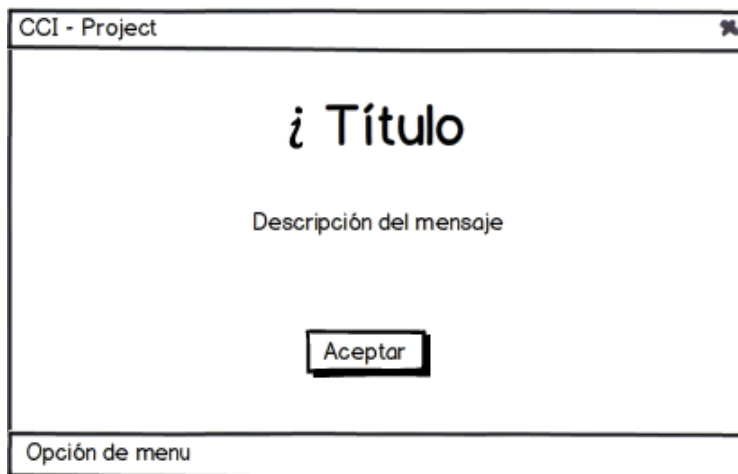 CCI - Project
i Título
Descripción del mensaje
Aceptar
Opción de menu